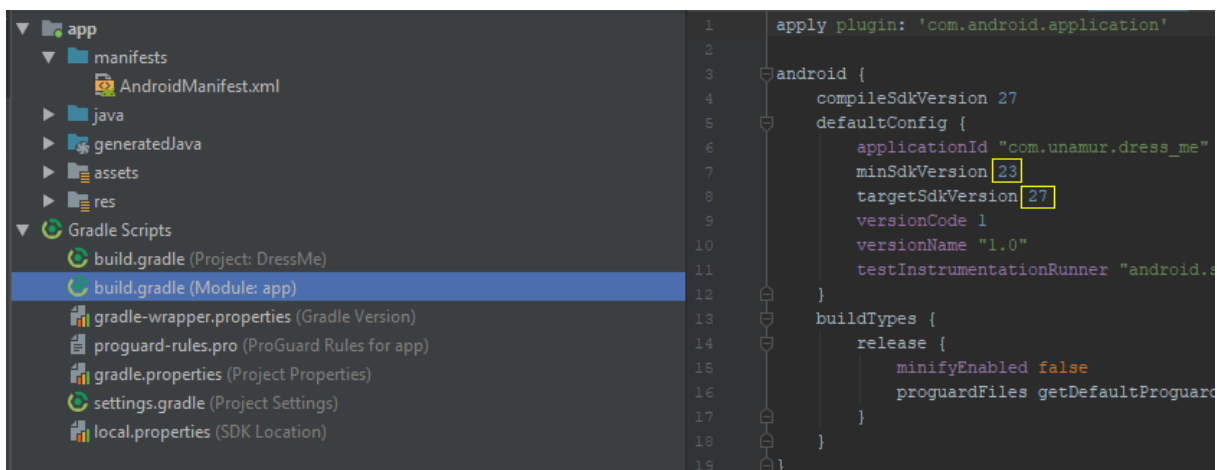 app
manifests
AndroidManifest.xml
java
generatedJava
assets
res
Gradle Scripts
build.gradle (Project: DressMe)
build.gradle (Module: app)
gradle-wrapper.properties (Gradle Version)
proguard-rules.pro (ProGuard Rules for app)
gradle.properties (Project Properties)
settings.gradle (Project Settings)
local.properties (SDK Location)
1 apply plugin: 'com.android.application'
2
3 android {
4 compileSdkVersion 27
5 defaultConfig {
6 applicationId "com.unamur.dress_me"
7 minSdkVersion 23
8 targetSdkVersion 27
9 versionCode 1
10 versionName "1.0"
11 testInstrumentationRunner "android.s
12 }
13 buildTypes {
14 release {
15 minifyEnabled false
16 proguardFiles getDefaultProguard
17 }
18 }
19 }